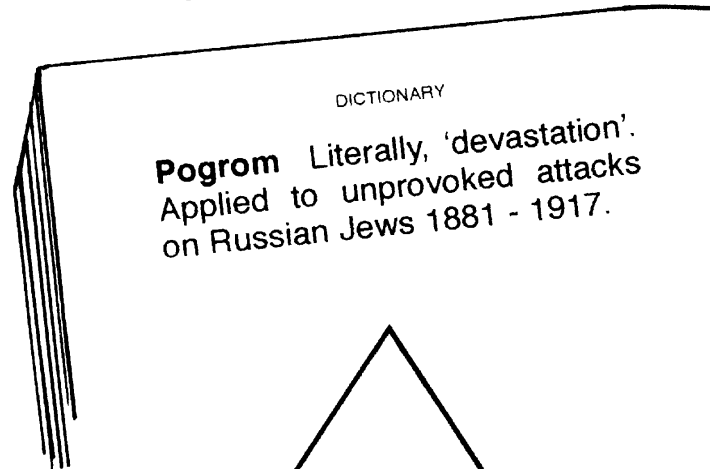 DICTIONARY
Pogrom Literally, ‘devastation’.
Applied to unprovoked attacks
on Russian Jews 1881 - 1917.